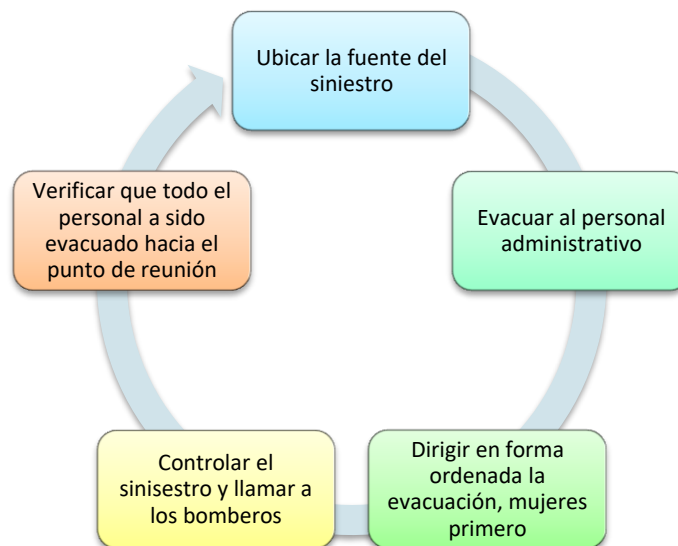 Ubicar la fuente del
siniestro
Evacuar al personal
administrativo
Dirigir en forma
ordenada la
evacuación, mujeres
primero
Controlar el
sinisestro y llamar a
los bomberos
Verificar que todo el
personal a sido
evacuado hacia el
punto de reunión